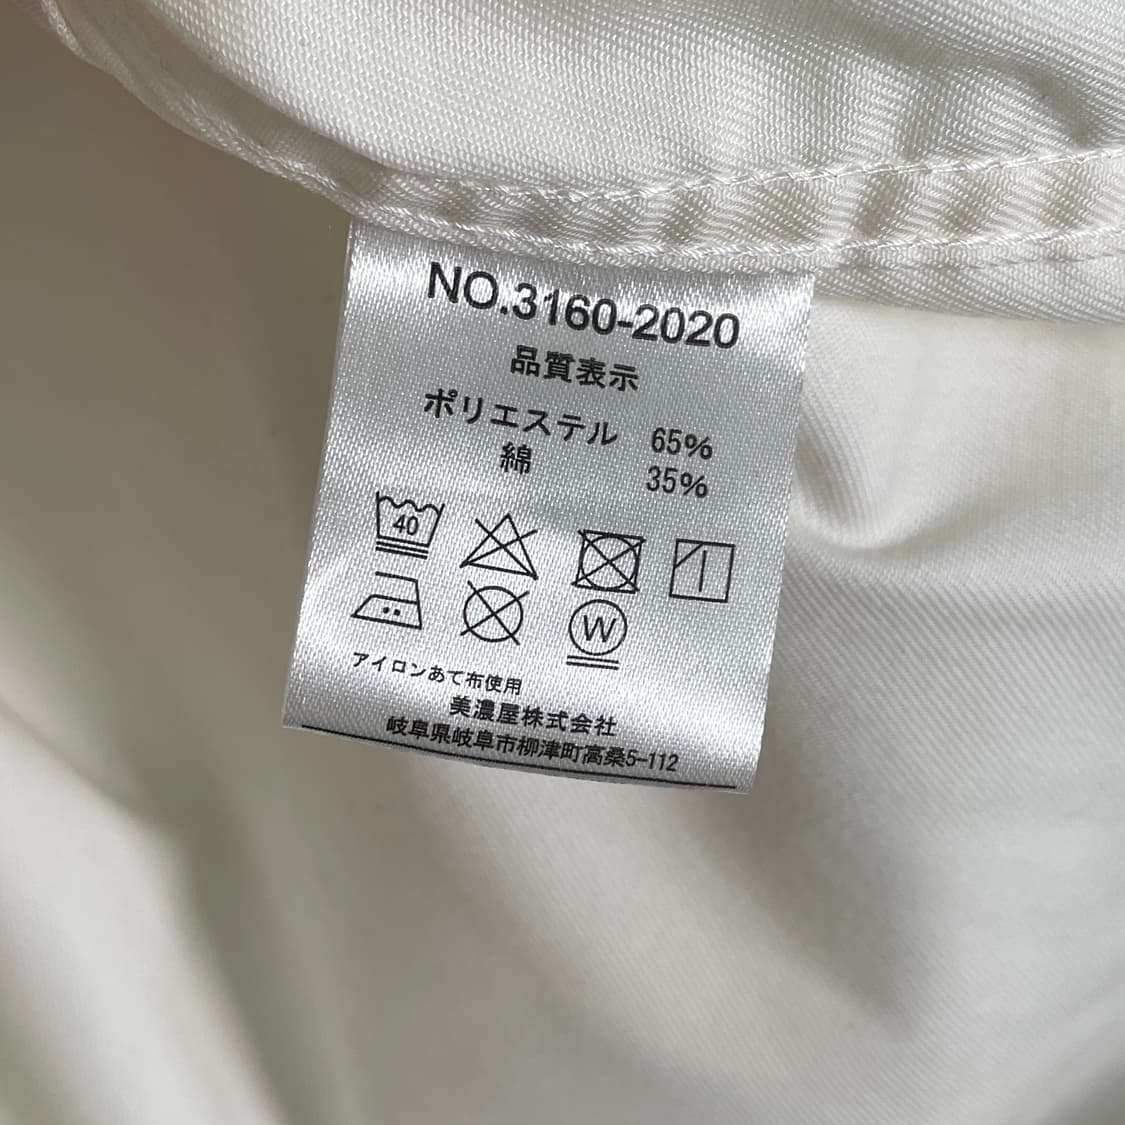 NO.3160-2020
品質表示
ポリエステル 65%
綿 35%
40
W
アイロンあて布使用
美濃屋株式会社
岐阜県岐阜市柳津町高桑5-112